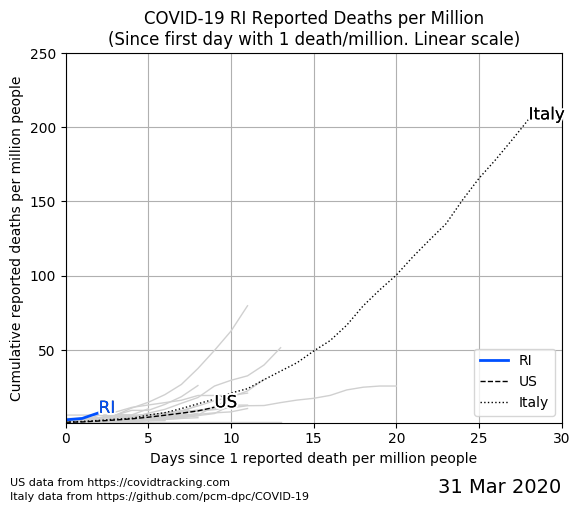 COVID-19 RI Reported Deaths per Million
(Since first day with 1 death/million. Linear scale)
Cumulative reported deaths per million people
250
200
150
100
50
Italy
RI
US
RI
US
Italy
0
5
10
15
20
25
30
Days since 1 reported death per million people
US data from https://covidtracking.com
Italy data from https://github.com/pcm-dpc/COVID-19
31 Mar 2020